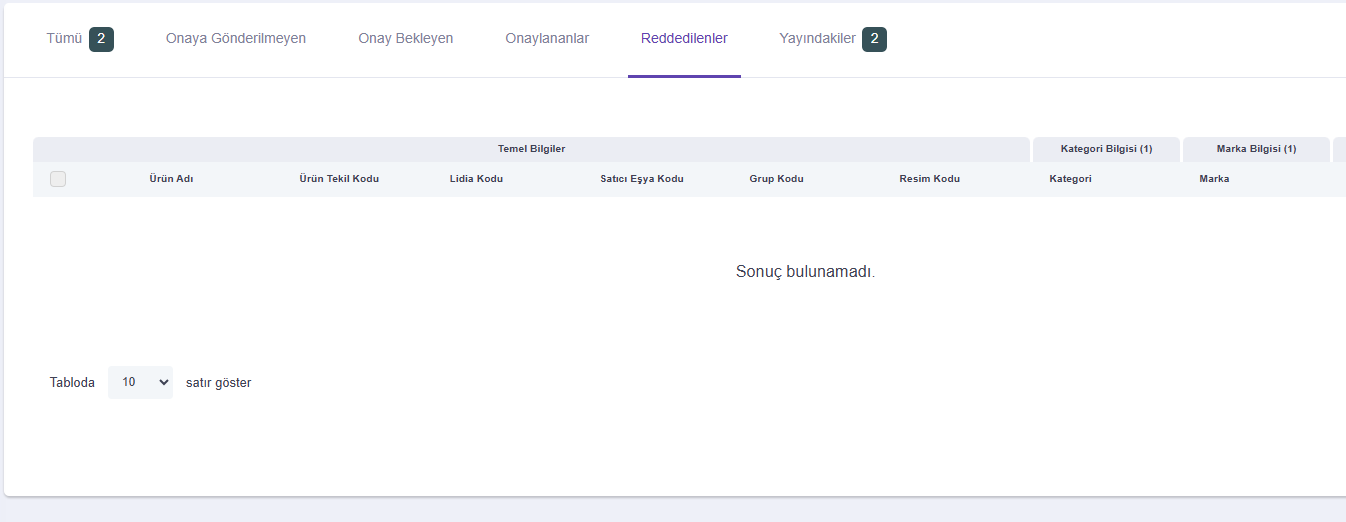 Tümü 2 Onaya Gönderilmeyen Onay Bekleyen Onaylananlar Reddedilenler Yayındakiler 2
Temel Bilgiler Kategori Bilgisi (1) Marka Bilgisi (1)
Ürün Adı Ürün Tekil Kodu Lidia Kodu Satıcı Eşya Kodu Grup Kodu Resim Kodu Kategori Marka
Sonuç bulunamadı.
Tabloda 10 satır göster